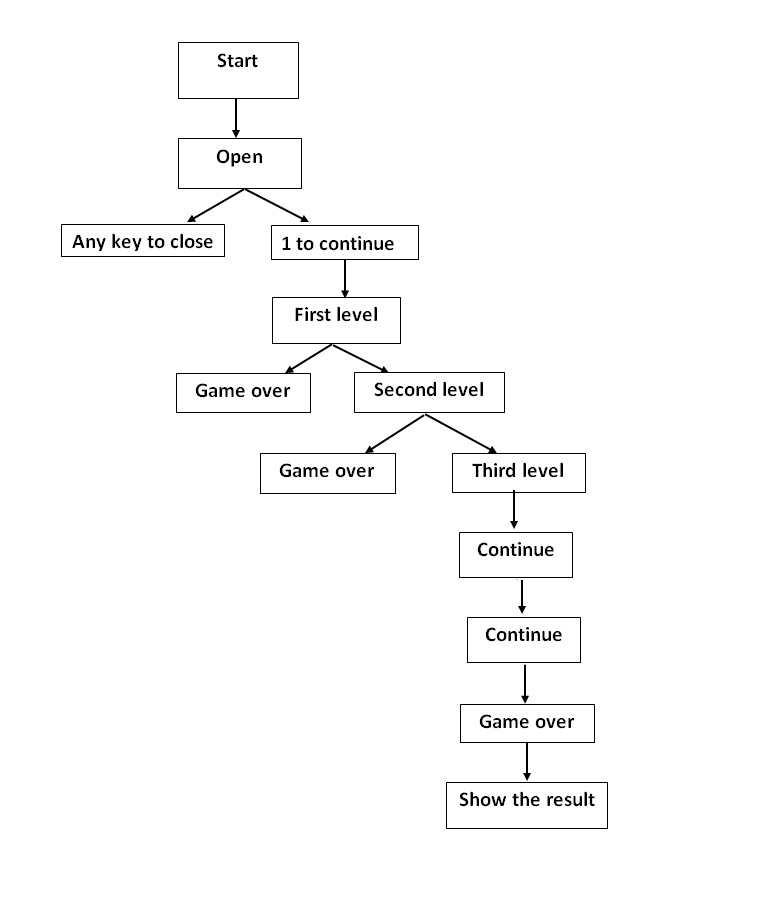 Start
Open
Any key to close
1 to continue
First level
Game over
Second level
Game over
Third level
Continue
Continue
Game over
Show the result